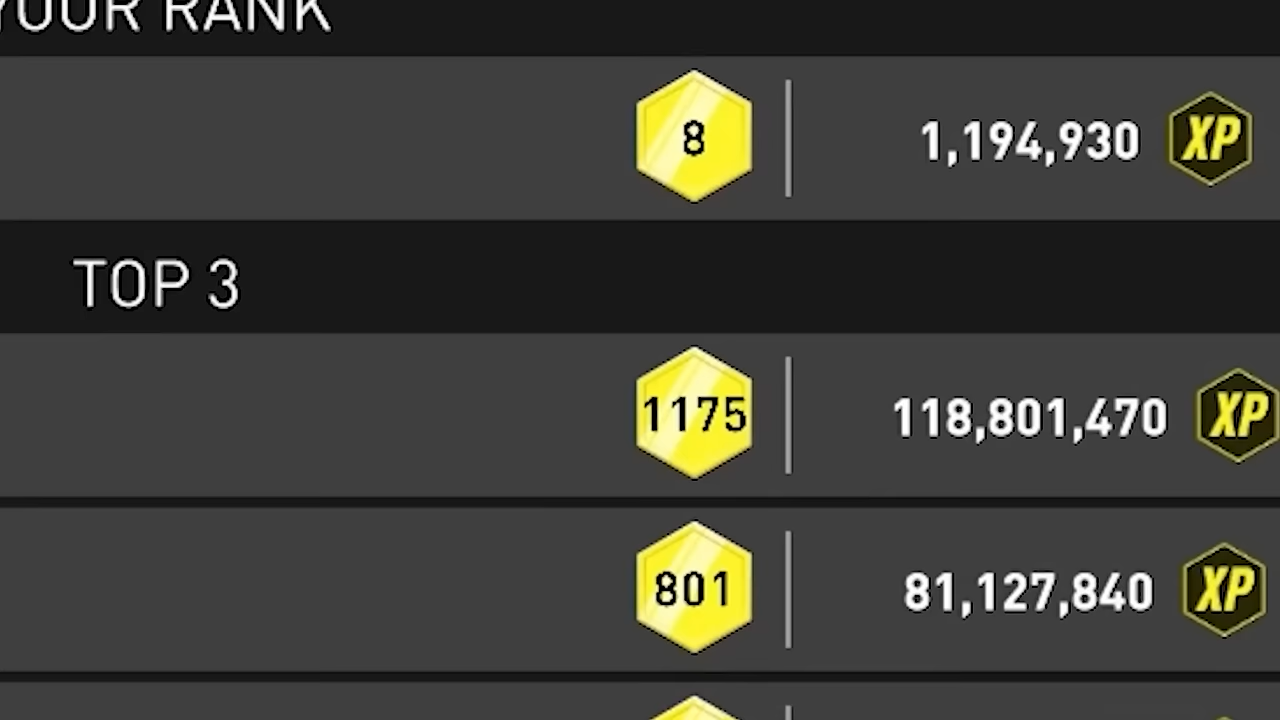 YOUR RANK
8 1,194,930 XP
TOP 3
1175 118,801,470 XP
801 81,127,840 XP